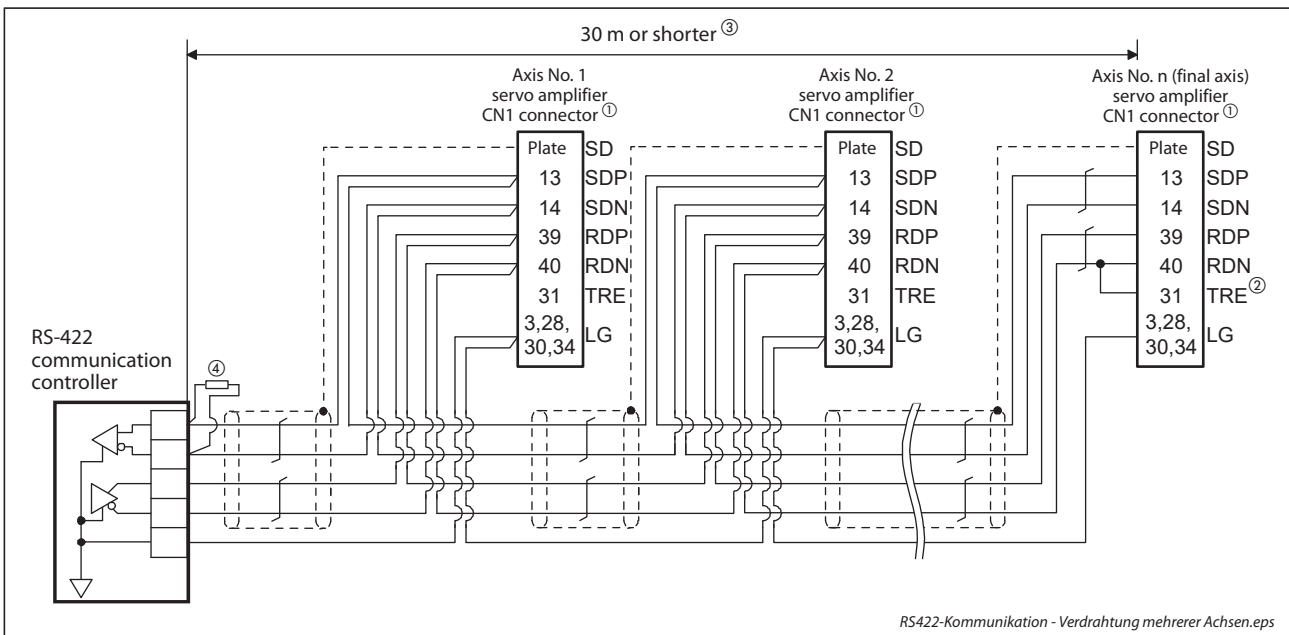 30 m or shorter ③
Axis No. 1
servo amplifier
CN1 connector ①
Axis No. 2
servo amplifier
CN1 connector ①
Axis No. n (final axis)
servo amplifier
CN1 connector ①
Plate SD
13 SDP
14 SDN
39 RDP
40 RDN
31 TRE
3,28,
30,34 LG
Plate SD
13 SDP
14 SDN
39 RDP
40 RDN
31 TRE
3,28,
30,34 LG
Plate SD
13 SDP
14 SDN
39 RDP
40 RDN
31 TRE ②
3,28,
30,34 LG
RS-422
communication
controller
④
RS422-Kommunikation - Verdrahtung mehrerer Achsen.eps